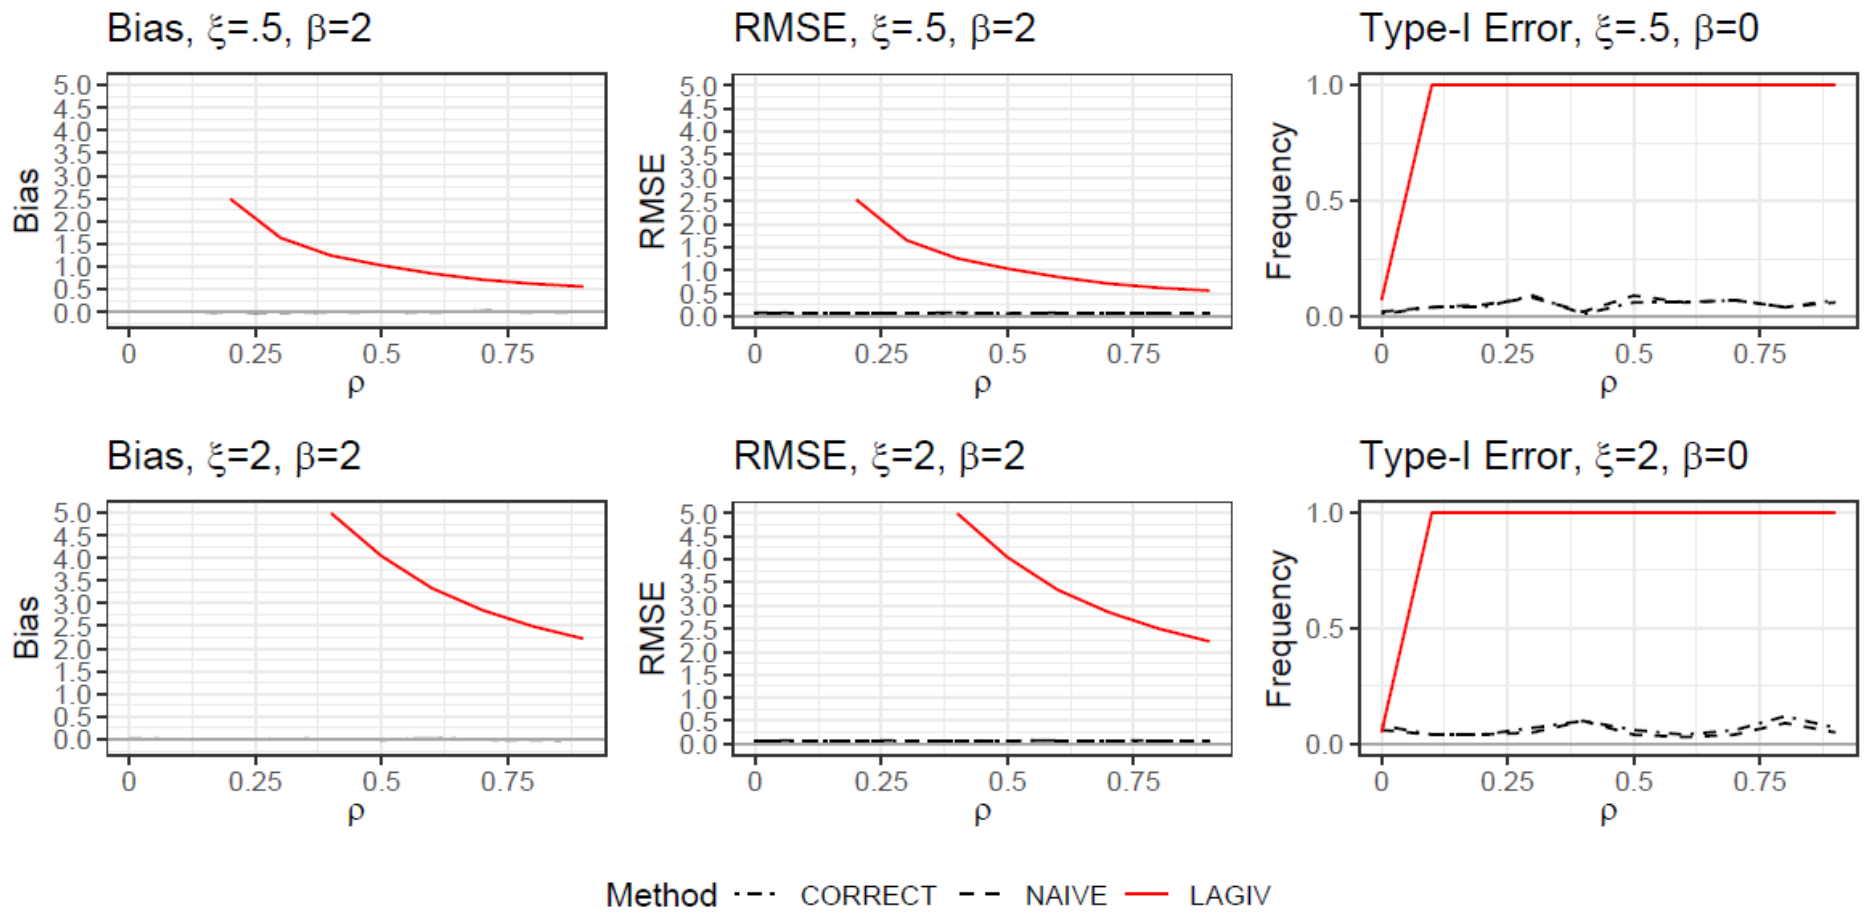 Bias, ξ=.5, β=2
5.0
4.5
4.0
3.5
3.0
2.5
2.0
1.5
1.0
0.5
0.0
Bias
0 0.25 0.5 0.75
ρ
RMSE, ξ=.5, β=2
5.0
4.5
4.0
3.5
3.0
2.5
2.0
1.5
1.0
0.5
0.0
RMSE
0 0.25 0.5 0.75
ρ
Type-I Error, ξ=.5, β=0
1.0
0.5
0.0
Frequency
0 0.25 0.5 0.75
ρ
Bias, ξ=2, β=2
5.0
4.5
4.0
3.5
3.0
2.5
2.0
1.5
1.0
0.5
0.0
Bias
0 0.25 0.5 0.75
ρ
RMSE, ξ=2, β=2
5.0
4.5
4.0
3.5
3.0
2.5
2.0
1.5
1.0
0.5
0.0
RMSE
0 0.25 0.5 0.75
ρ
Type-I Error, ξ=2, β=0
1.0
0.5
0.0
Frequency
0 0.25 0.5 0.75
ρ
Method CORRECT NAIVE LAGIV